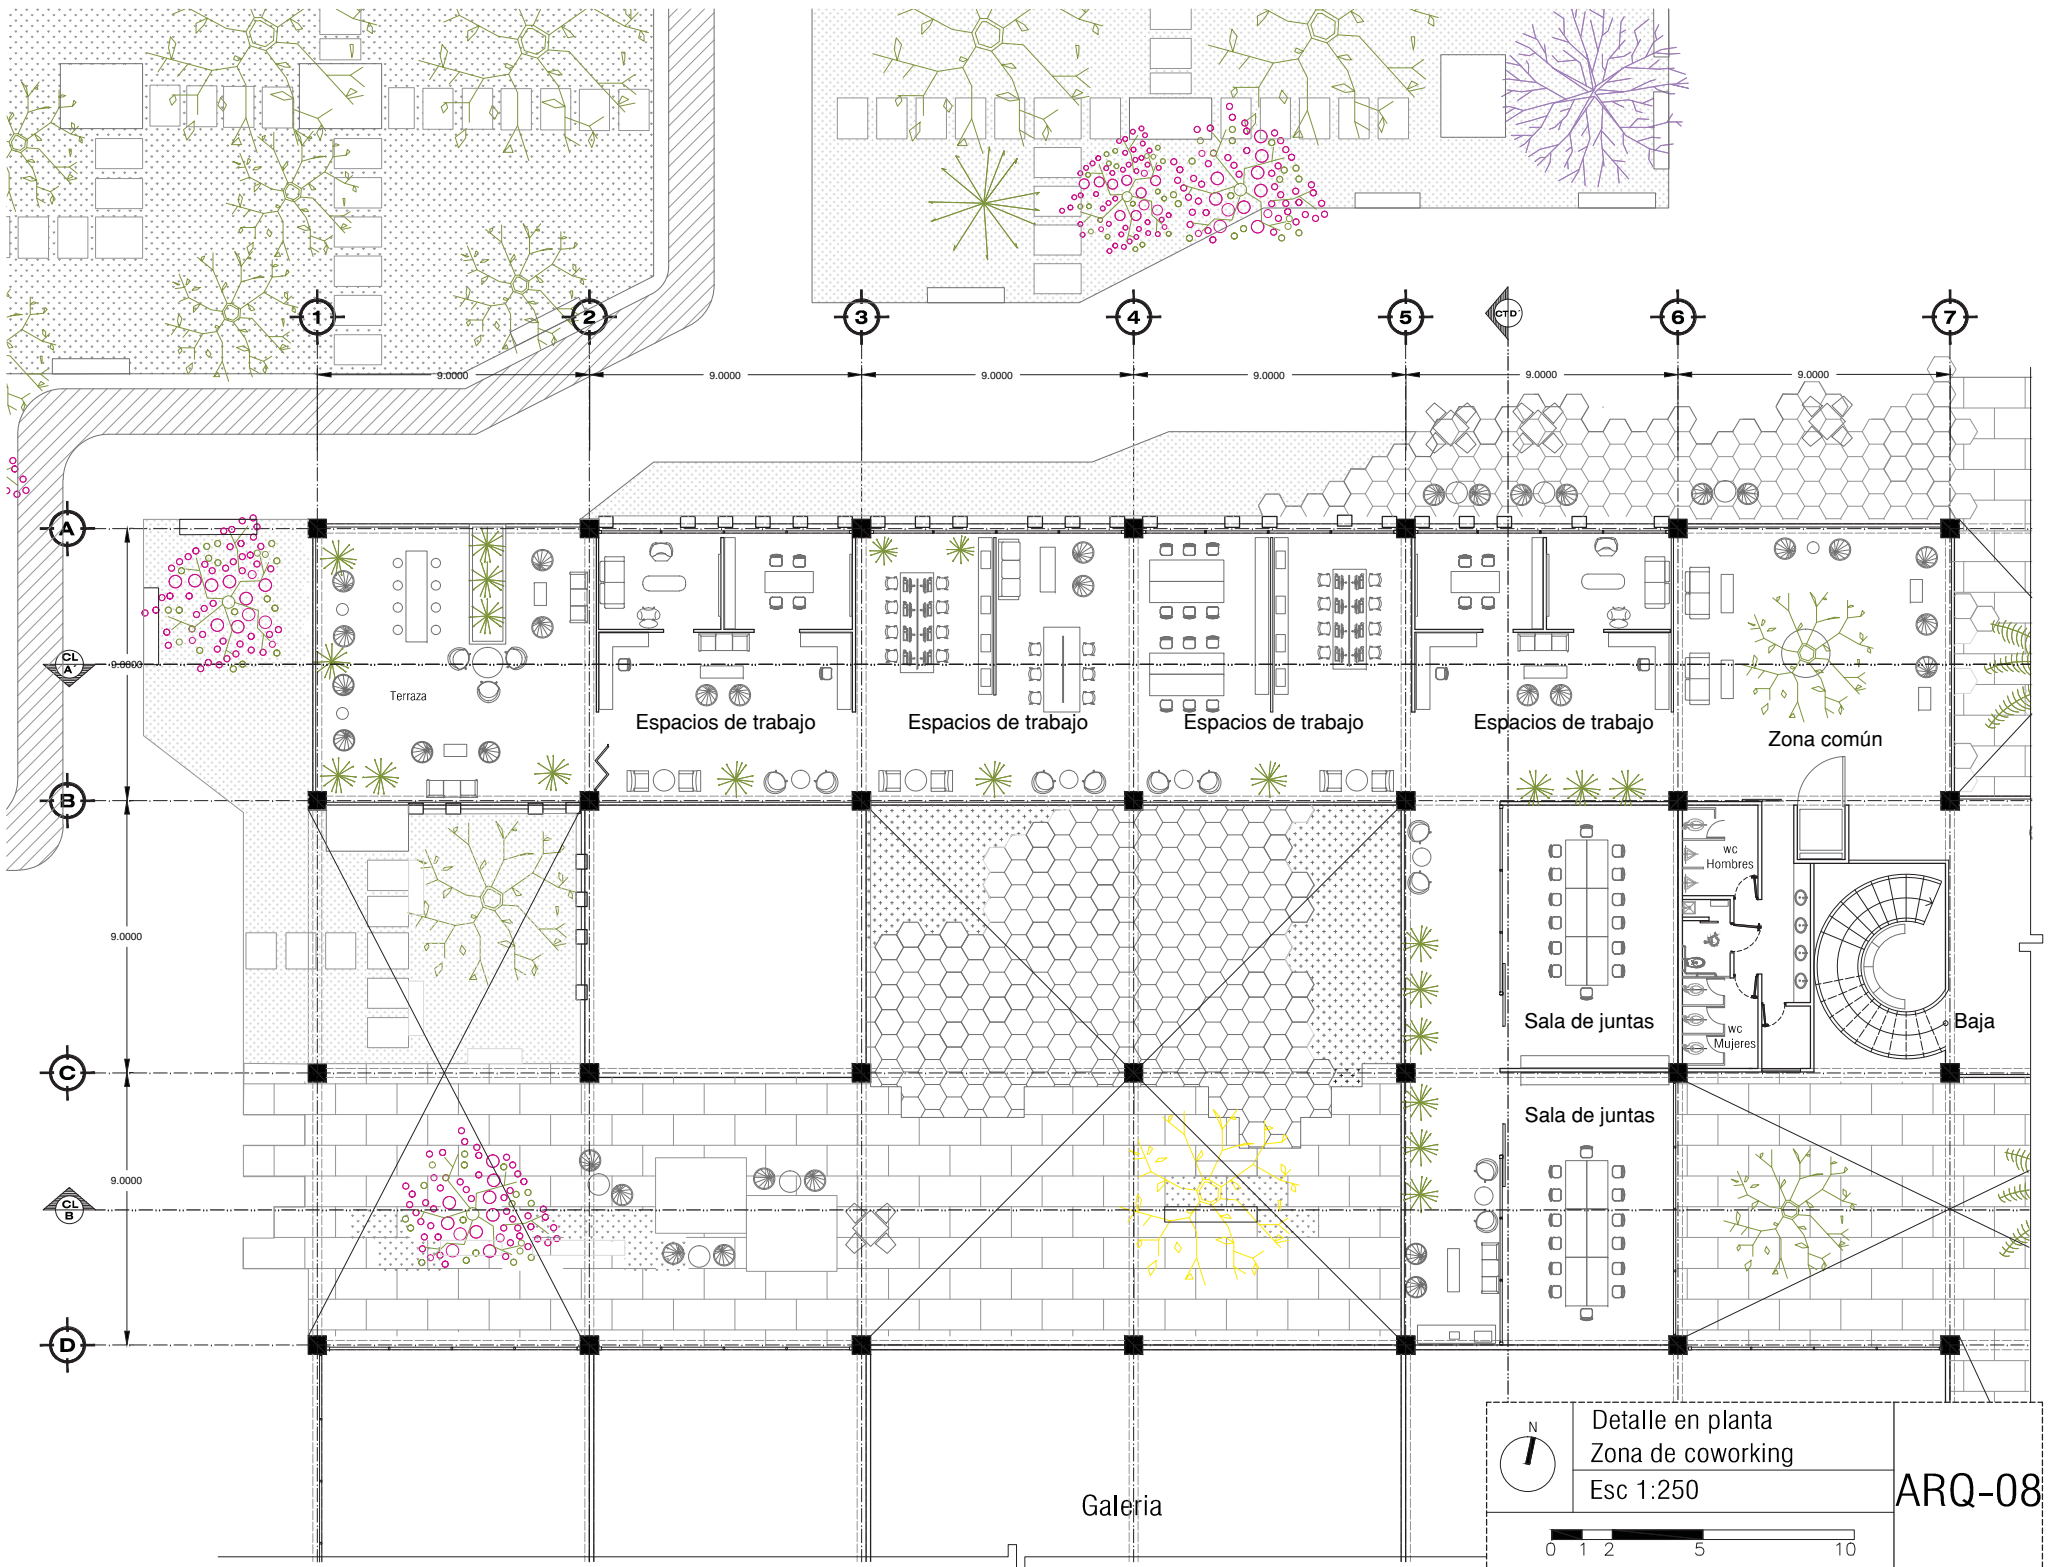 1 2 3 4 5 CTD' 6 7
9.0000 9.0000 9.0000 9.0000 9.0000 9.0000
A
CL
A'
9.0000
Terraza
Espacios de trabajo Espacios de trabajo Espacios de trabajo Espacios de trabajo
Zona común
B
WC
Hombres
9.0000
Sala de juntas
WC
Mujeres
Baja
C
Sala de juntas
9.0000
CL
B
D
Galeria
N
Detalle en planta
Zona de coworking
Esc 1:250
ARQ-08
0 1 2 5 10